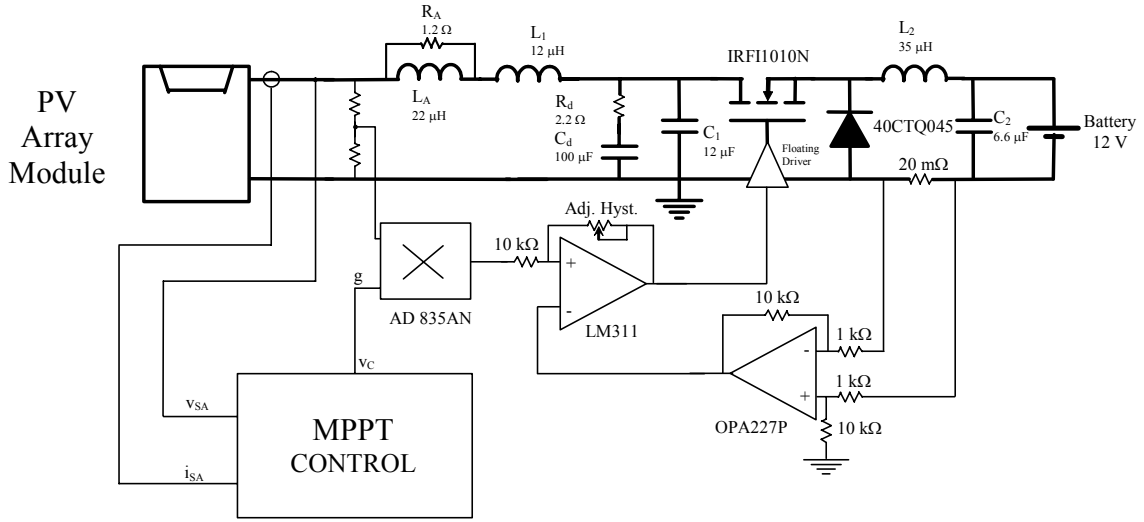 R_A
1.2 Ω
L_1
12 µH
L_2
35 µH
IRFI1010N
PV
Array
Module
L_A
22 µH
R_d
2.2 Ω
C_d
100 µF
C_1
12 µF
Floating
Driver
40CTQ045
C_2
6.6 µF
Battery
12 V
20 mΩ
Adj. Hyst.
10 kΩ
+
-
LM311
g
AD 835AN
10 kΩ
-
1 kΩ
1 kΩ
+
10 kΩ
OPA227P
v_C
v_SA
i_SA
MPPT
CONTROL